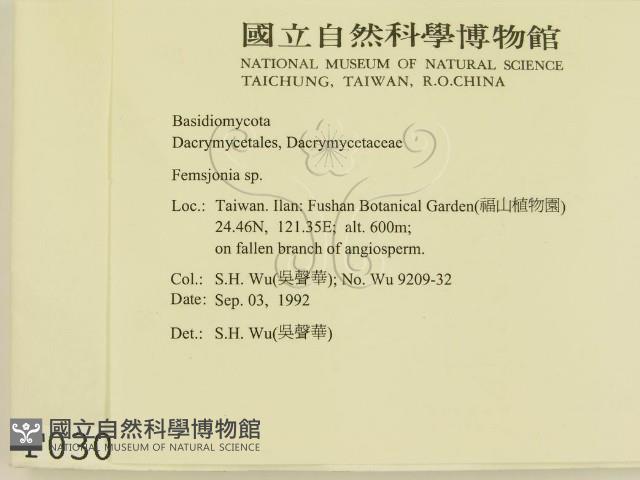 國立自然科學博物館
NATIONAL MUSEUM OF NATURAL SCIENCE
TAICHUNG, TAIWAN, R.O.CHINA
Basidiomycota
Dacrymycetales, Dacrymycetaceae
Femsjonia sp.
Loc.: Taiwan. Ilan: Fushan Botanical Garden(福山植物園)
24.46N, 121.35E; alt. 600m;
on fallen branch of angiosperm.
Col.: S.H. Wu(吳聲華); No. Wu 9209-32
Date: Sep. 03, 1992
Det.: S.H. Wu(吳聲華)
國立自然科學博物館
NATIONAL MUSEUM OF NATURAL SCIENCE
F030